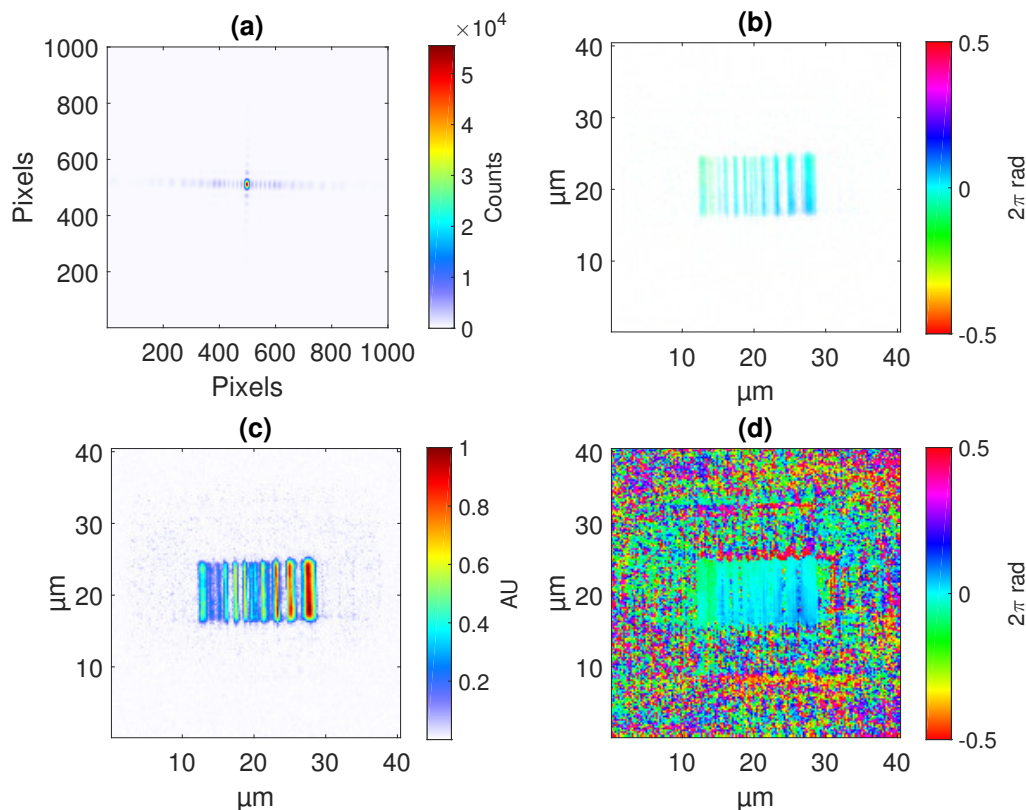 (a)
×10⁴
1000
800
600
400
200
Pixels
200 400 600 800 1000
Pixels
5
4
3
2
1
0
Counts
(b)
40
30
20
10
µm
10 20 30 40
µm
0.5
0
-0.5
2π rad
(c)
40
30
20
10
µm
10 20 30 40
µm
1
0.8
0.6
0.4
0.2
AU
(d)
40
30
20
10
µm
10 20 30 40
µm
0.5
0
-0.5
2π rad